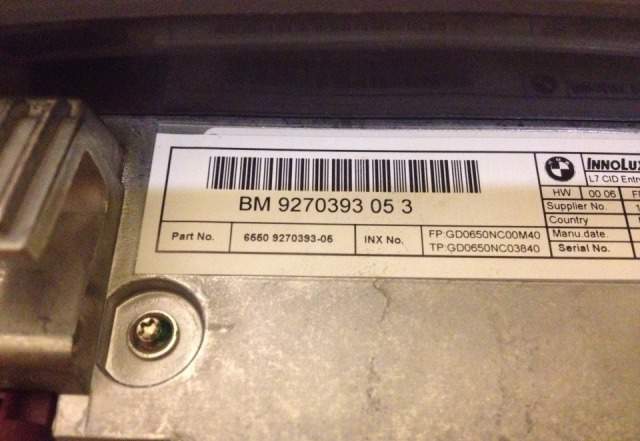 INNOLUX
L7 CID Entry
BM 9270393 05 3
HW 00 06
Supplier No.
Country
Part No. 6550 9270393-05 INX No. FP:GD0650NC00M40
TP:GD0650NC03840
Manu.date.
Serial No.